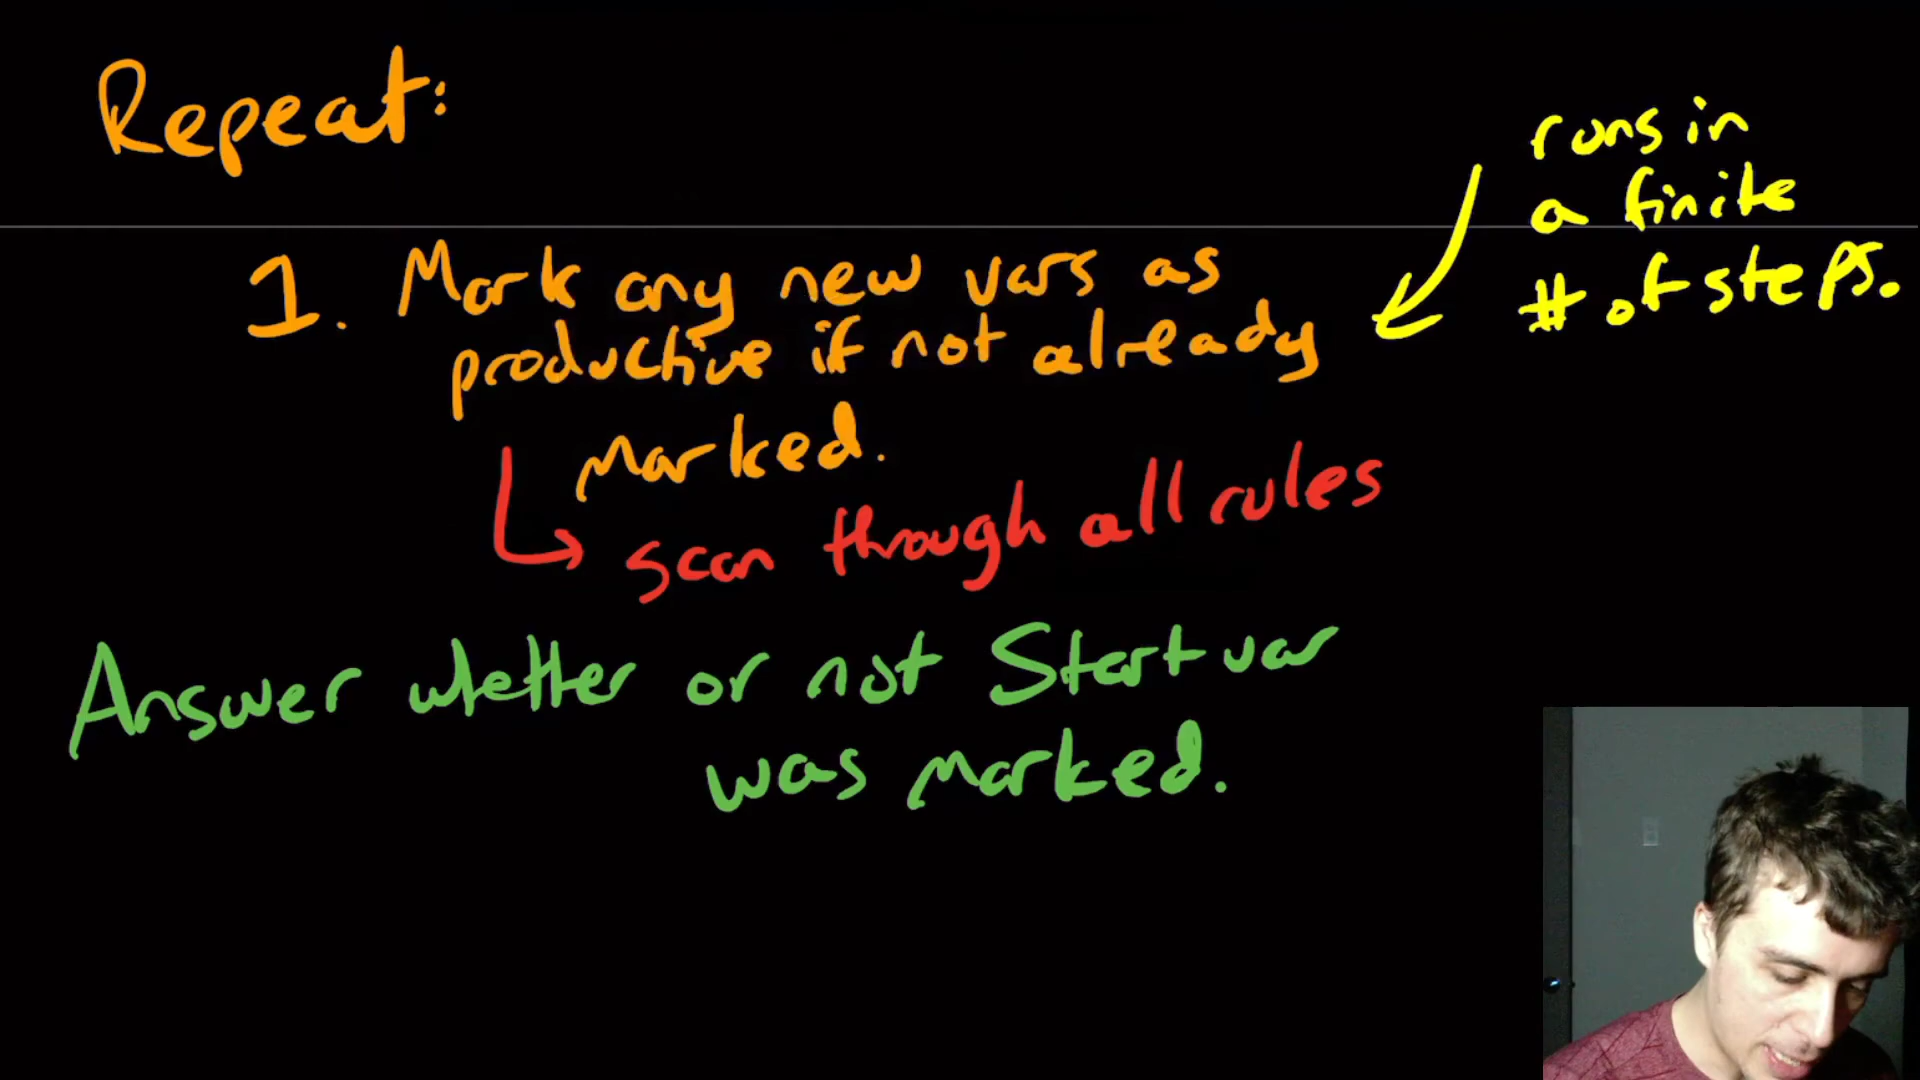 Repeat:
runs in
a finite
# of steps.
1. Mark any new vars as
productive if not already
marked.
scan through all rules
Answer whether or not Start var
was marked.